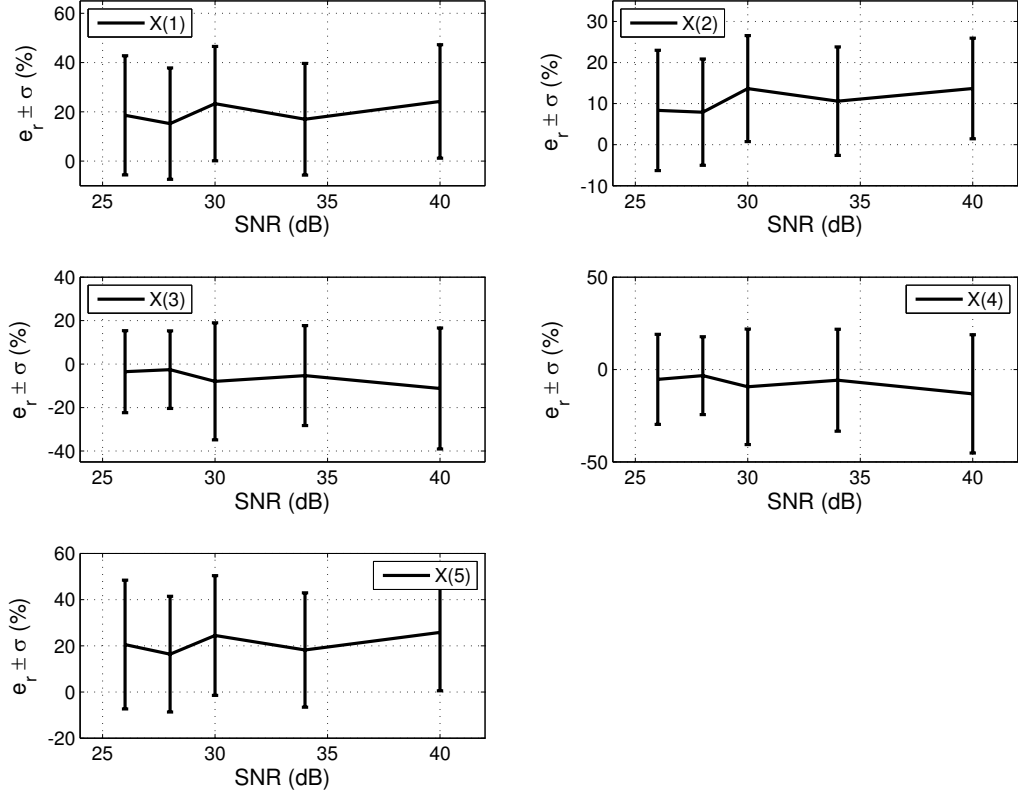 60
40
20
0
e_r ± σ (%)
X(1)
25
30
35
40
SNR (dB)
30
20
10
0
-10
e_r ± σ (%)
X(2)
25
30
35
40
SNR (dB)
40
20
0
-20
-40
e_r ± σ (%)
X(3)
25
30
35
40
SNR (dB)
50
0
-50
e_r ± σ (%)
X(4)
25
30
35
40
SNR (dB)
60
40
20
0
-20
e_r ± σ (%)
X(5)
25
30
35
40
SNR (dB)